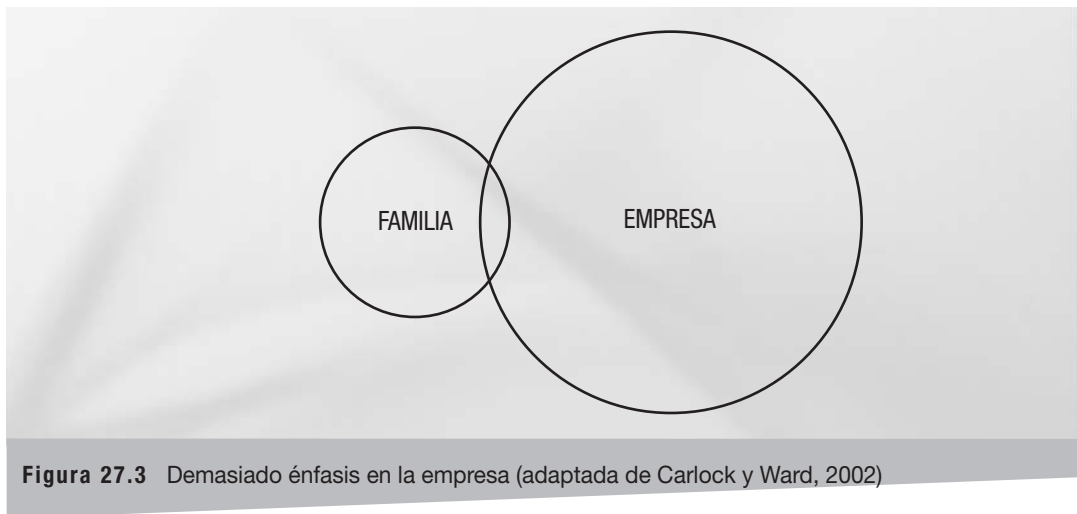 FAMILIA
EMPRESA
Figura 27.3 Demasiado énfasis en la empresa (adaptada de Carlock y Ward, 2002)